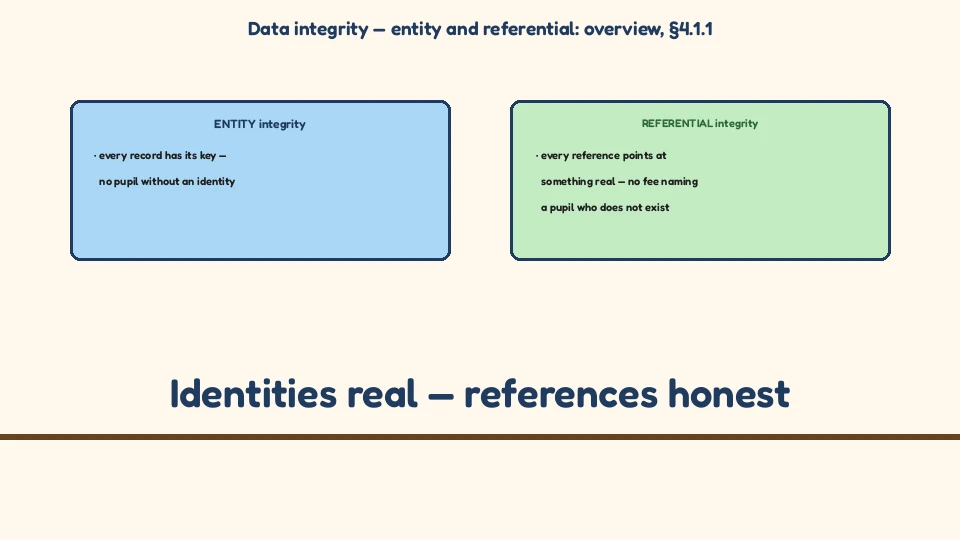 Data integrity — entity and referential: overview, §4.1.1
ENTITY integrity
· every record has its key —
no pupil without an identity
REFERENTIAL integrity
· every reference points at
something real — no fee naming
a pupil who does not exist
Identities real — references honest